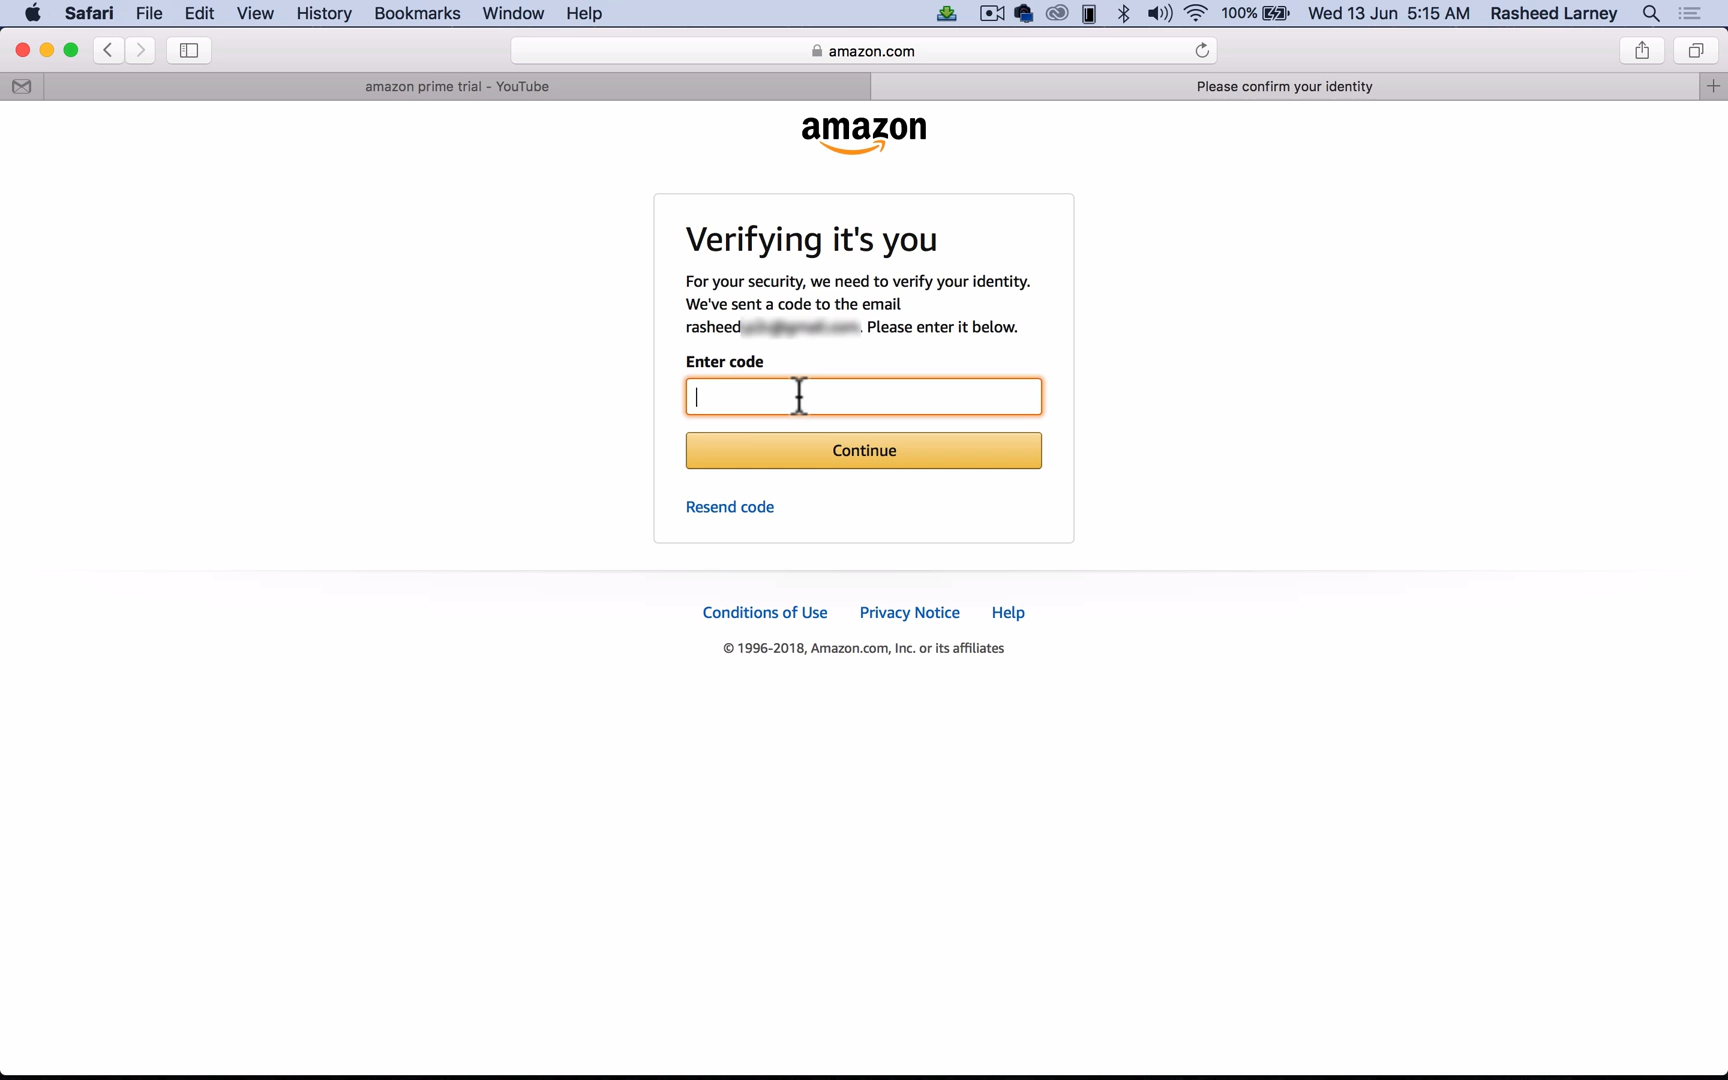 Safari File Edit View History Bookmarks Window Help 100% Wed 13 Jun 5:15 AM Rasheed Larney
amazon.com
amazon prime trial - YouTube Please confirm your identity
amazon
Verifying it's you
For your security, we need to verify your identity.
We've sent a code to the email
rasheed . Please enter it below.
Enter code
Continue
Resend code
Conditions of Use Privacy Notice Help
© 1996-2018, Amazon.com, Inc. or its affiliates